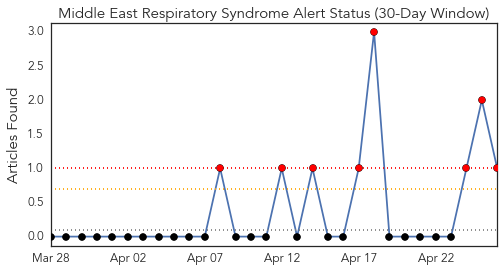 Middle East Respiratory Syndrome Alert Status (30-Day Window)
Articles Found
3.0
2.5
2.0
1.5
1.0
0.5
0.0
Mar 28 Apr 02 Apr 07 Apr 12 Apr 17 Apr 22